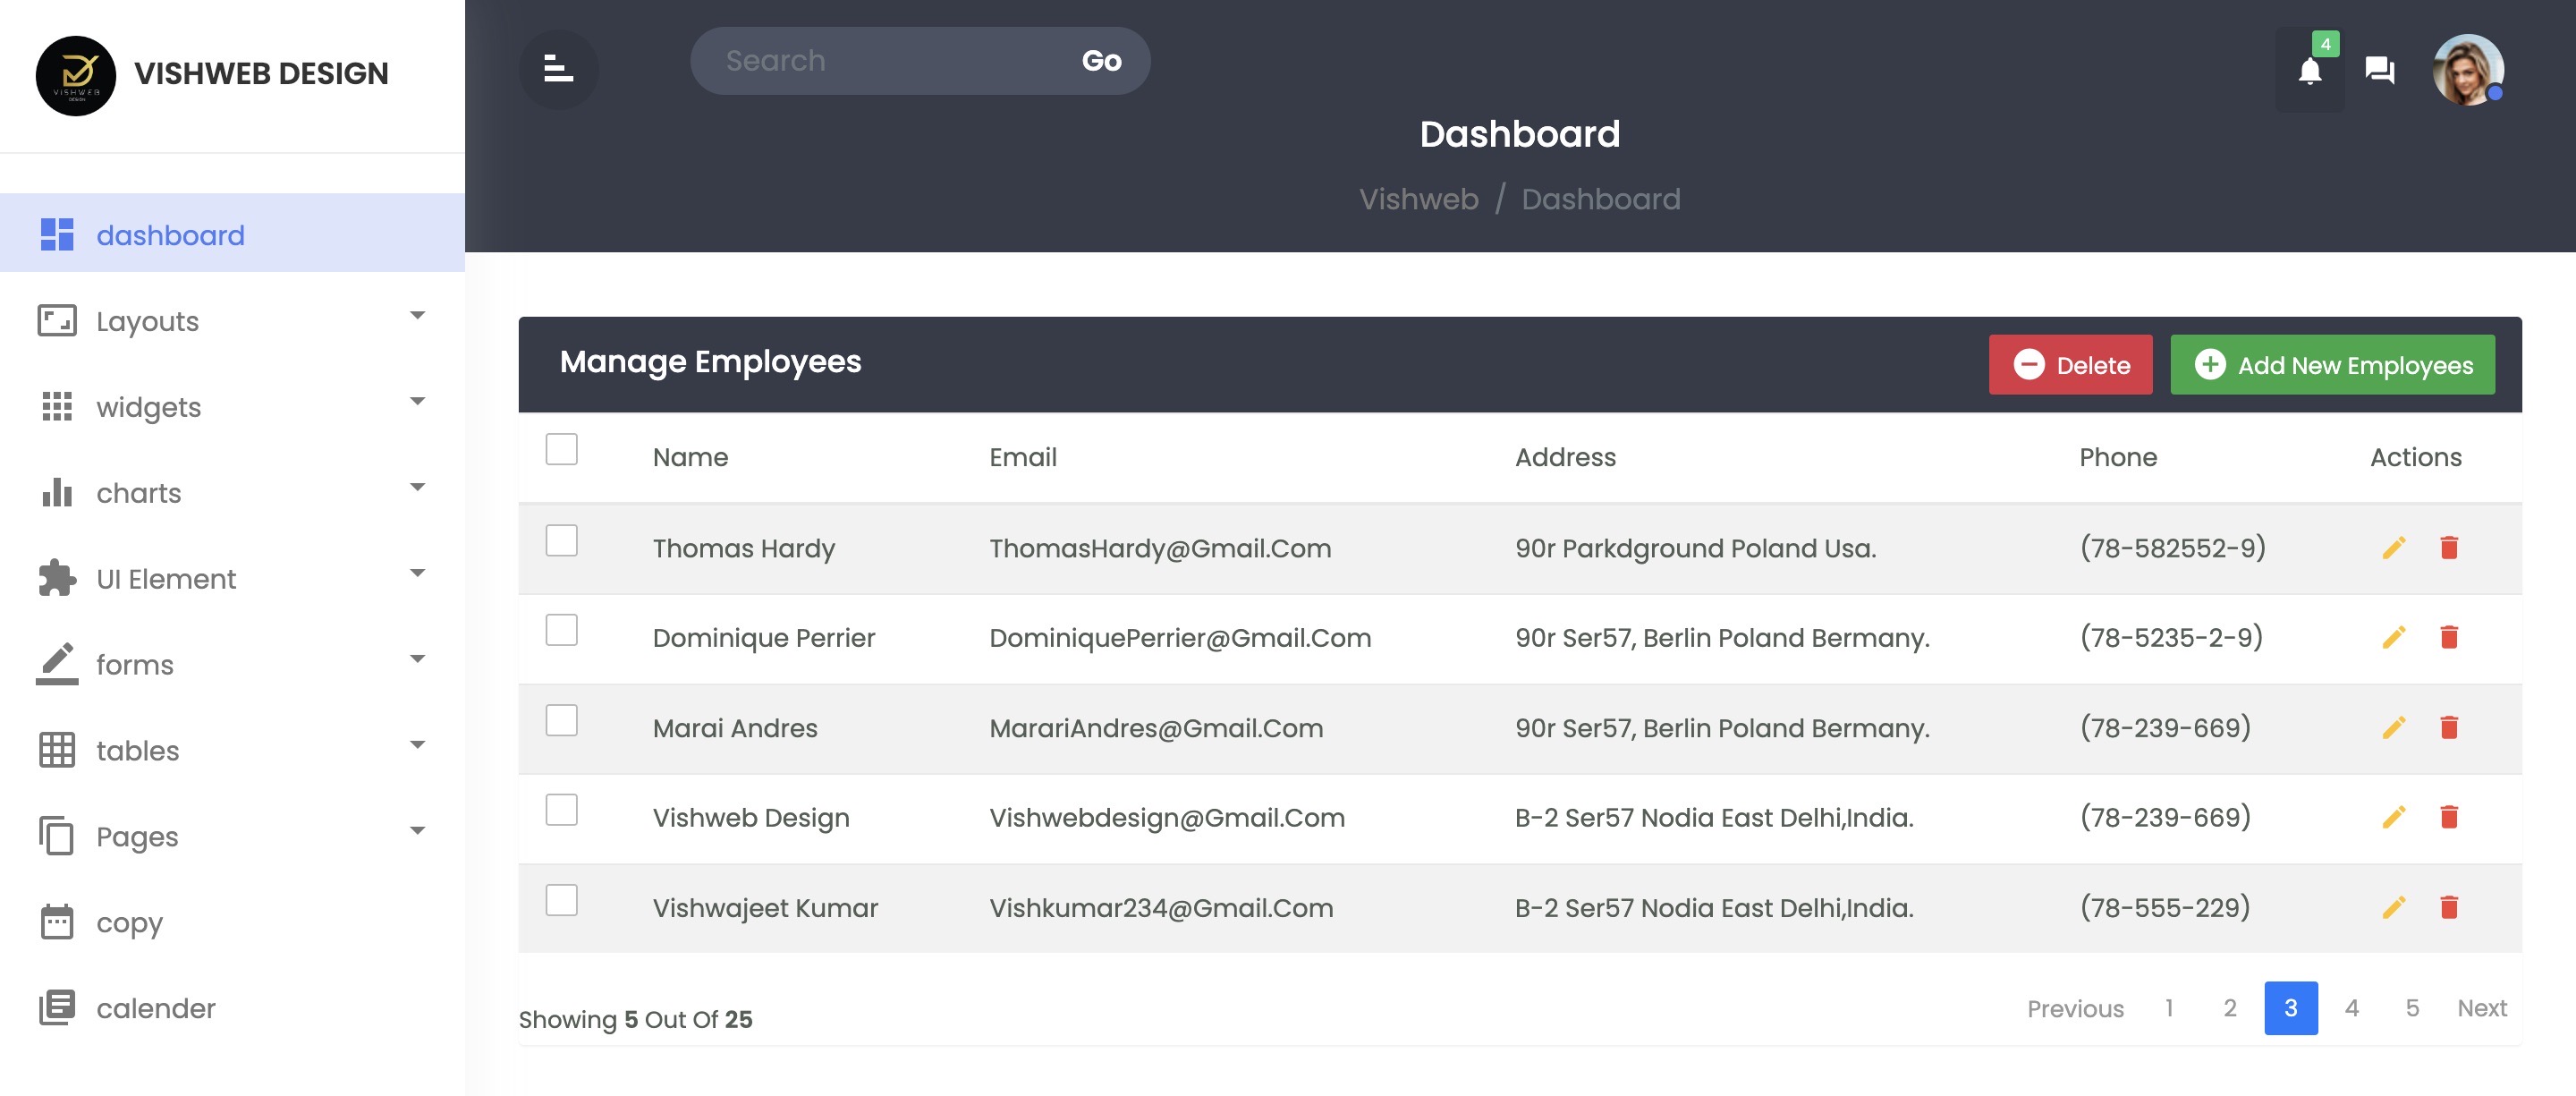 VISHWEB
DESIGN
VISHWEB DESIGN
Search Go
4
Dashboard
Vishweb / Dashboard
dashboard
Layouts
widgets
charts
UI Element
forms
tables
Pages
copy
calender
Manage Employees Delete Add New Employees
Name Email Address Phone Actions
Thomas Hardy ThomasHardy@Gmail.Com 90r Parkdground Poland Usa. (78-582552-9)
Dominique Perrier DominiquePerrier@Gmail.Com 90r Ser57, Berlin Poland Bermany. (78-5235-2-9)
Marai Andres MarariAndres@Gmail.Com 90r Ser57, Berlin Poland Bermany. (78-239-669)
Vishweb Design Vishwebdesign@Gmail.Com B-2 Ser57 Nodia East Delhi,India. (78-239-669)
Vishwajeet Kumar Vishkumar234@Gmail.Com B-2 Ser57 Nodia East Delhi,India. (78-555-229)
Showing 5 Out Of 25
Previous 1 2 3 4 5 Next